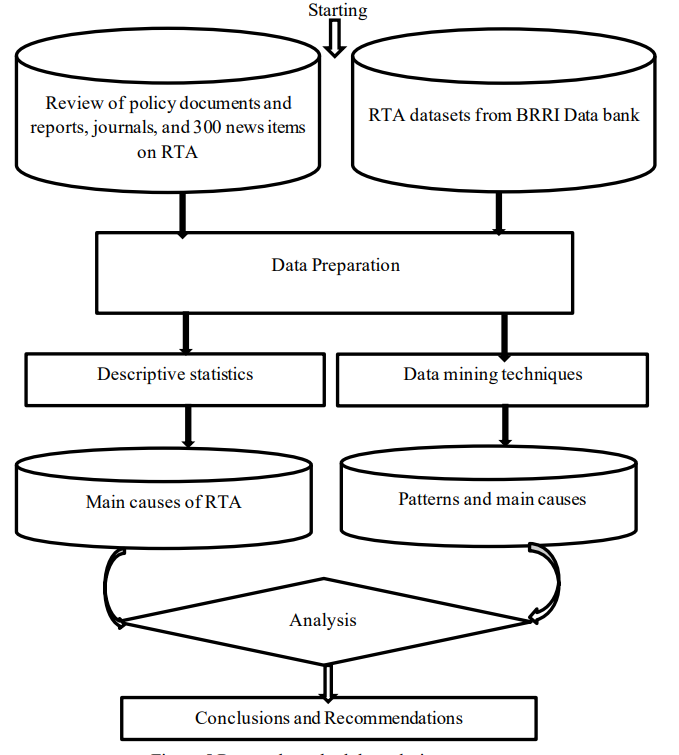 Starting
Review of policy documents and
reports, journals, and 300 news items
on RTA
RTA datasets from BRRI Data bank
Data Preparation
Descriptive statistics
Data mining techniques
Main causes of RTA
Patterns and main causes
Analysis
Conclusions and Recommendations